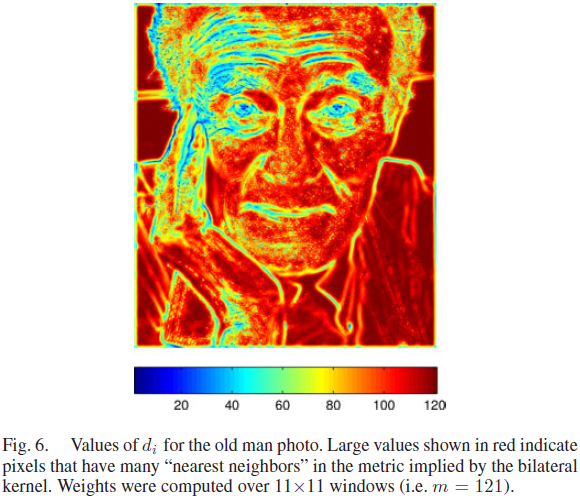 20 40 60 80 100 120
Fig. 6. Values of d_i for the old man photo. Large values shown in red indicate
pixels that have many “nearest neighbors” in the metric implied by the bilateral
kernel. Weights were computed over 11×11 windows (i.e. m = 121).